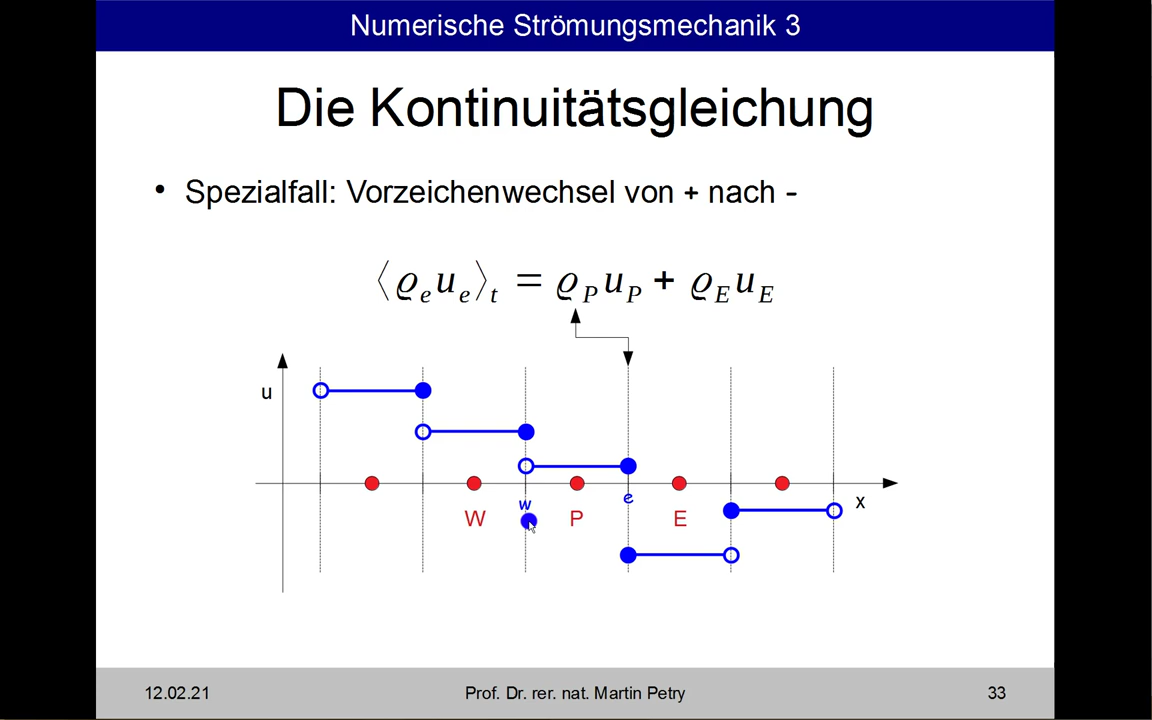 Numerische Strömungsmechanik 3
Die Kontinuitätsgleichung
• Spezialfall: Vorzeichenwechsel von + nach -
⟨ϱ_e u_e⟩_t = ϱ_P u_P + ϱ_E u_E
u
x
w e
W P E
12.02.21 Prof. Dr. rer. nat. Martin Petry 33